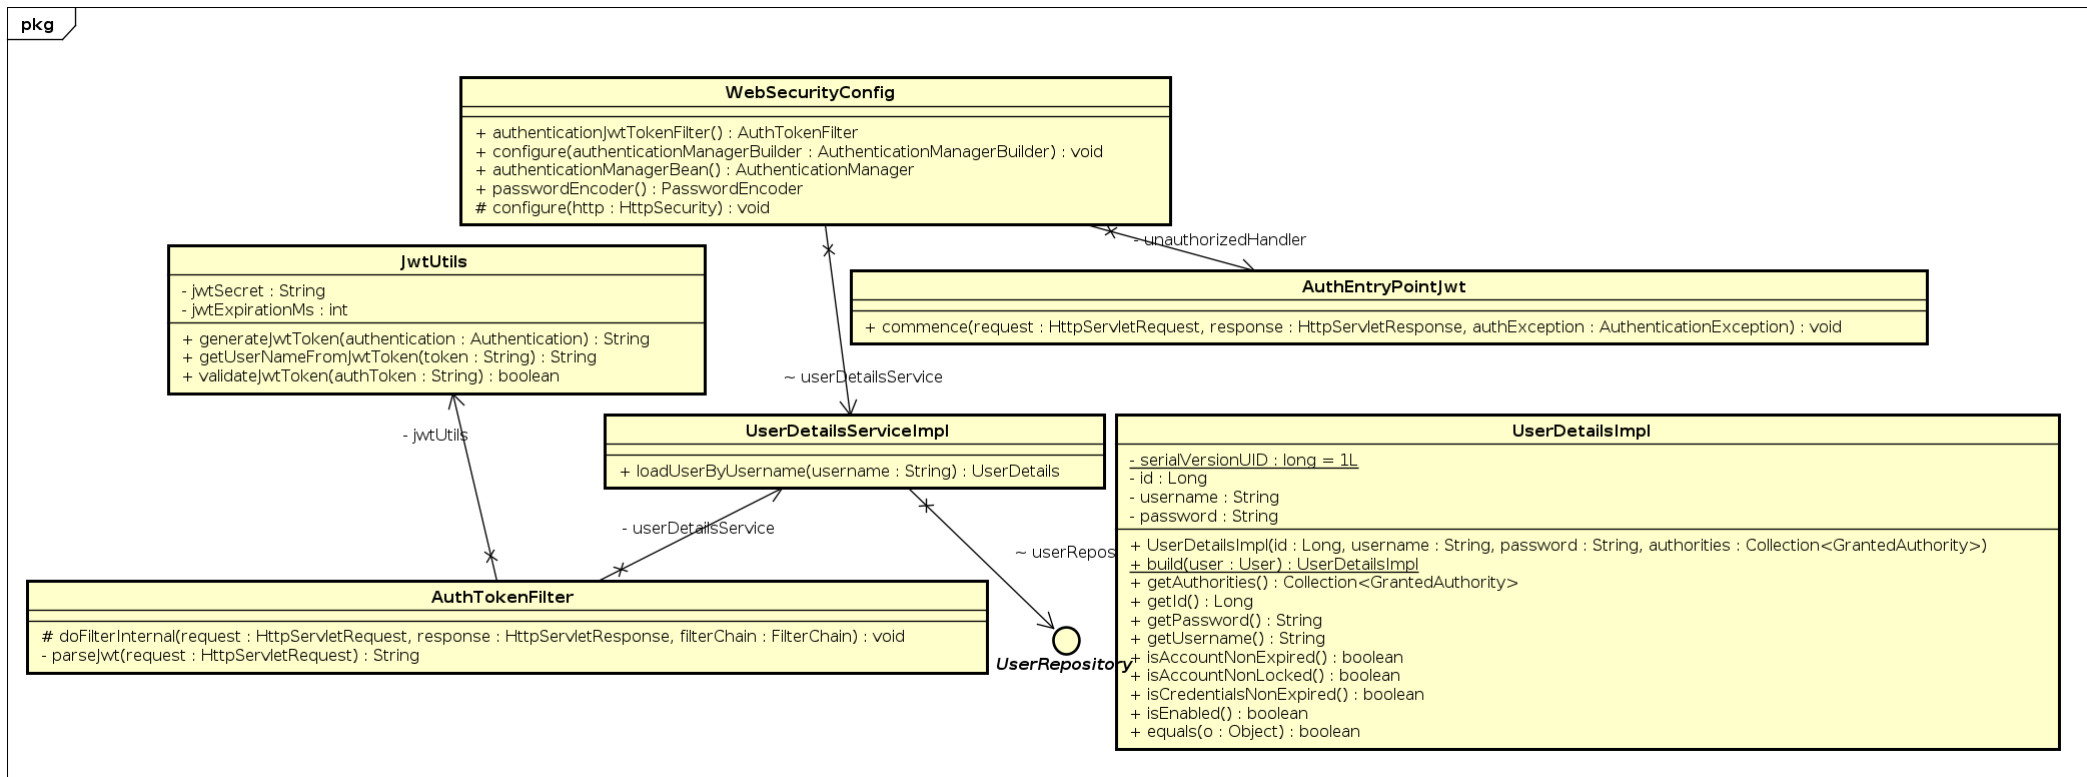 pkg
WebSecurityConfig
+ authenticationJwtTokenFilter() : AuthTokenFilter
+ configure(authenticationManagerBuilder : AuthenticationManagerBuilder) : void
+ authenticationManagerBean() : AuthenticationManager
+ passwordEncoder() : PasswordEncoder
# configure(http : HttpSecurity) : void
- unauthorizedHandler
JwtUtils
- jwtSecret : String
- jwtExpirationMs : int
+ generateJwtToken(authentication : Authentication) : String
+ getUserNameFromJwtToken(token : String) : String
+ validateJwtToken(authToken : String) : boolean
AuthEntryPointJwt
+ commence(request : HttpServletRequest, response : HttpServletResponse, authException : AuthenticationException) : void
~ userDetailsService
- jwtUtils
UserDetailsServiceImpl
+ loadUserByUsername(username : String) : UserDetails
- userDetailsService
~ userRepos
UserDetailsImpl
- serialVersionUID : long = 1L
- id : Long
- username : String
- password : String
+ UserDetailsImpl(id : Long, username : String, password : String, authorities : Collection<GrantedAuthority>)
+ build(user : User) : UserDetailsImpl
+ getAuthorities() : Collection<GrantedAuthority>
+ getId() : Long
+ getPassword() : String
+ getUsername() : String
+ isAccountNonExpired() : boolean
+ isAccountNonLocked() : boolean
+ isCredentialsNonExpired() : boolean
+ isEnabled() : boolean
+ equals(o : Object) : boolean
AuthTokenFilter
# doFilterInternal(request : HttpServletRequest, response : HttpServletResponse, filterChain : FilterChain) : void
- parseJwt(request : HttpServletRequest) : String
UserRepository